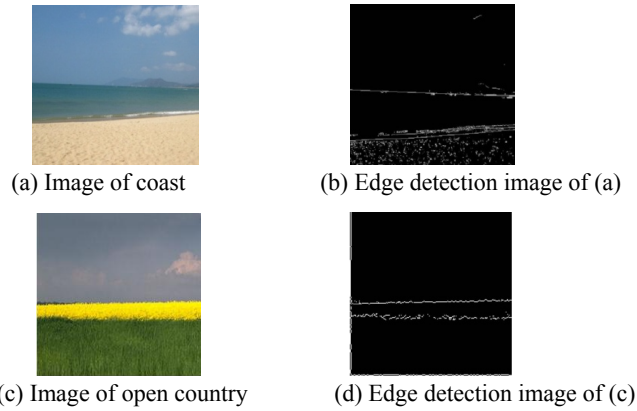 (a) Image of coast
(b) Edge detection image of (a)
(c) Image of open country
(d) Edge detection image of (c)